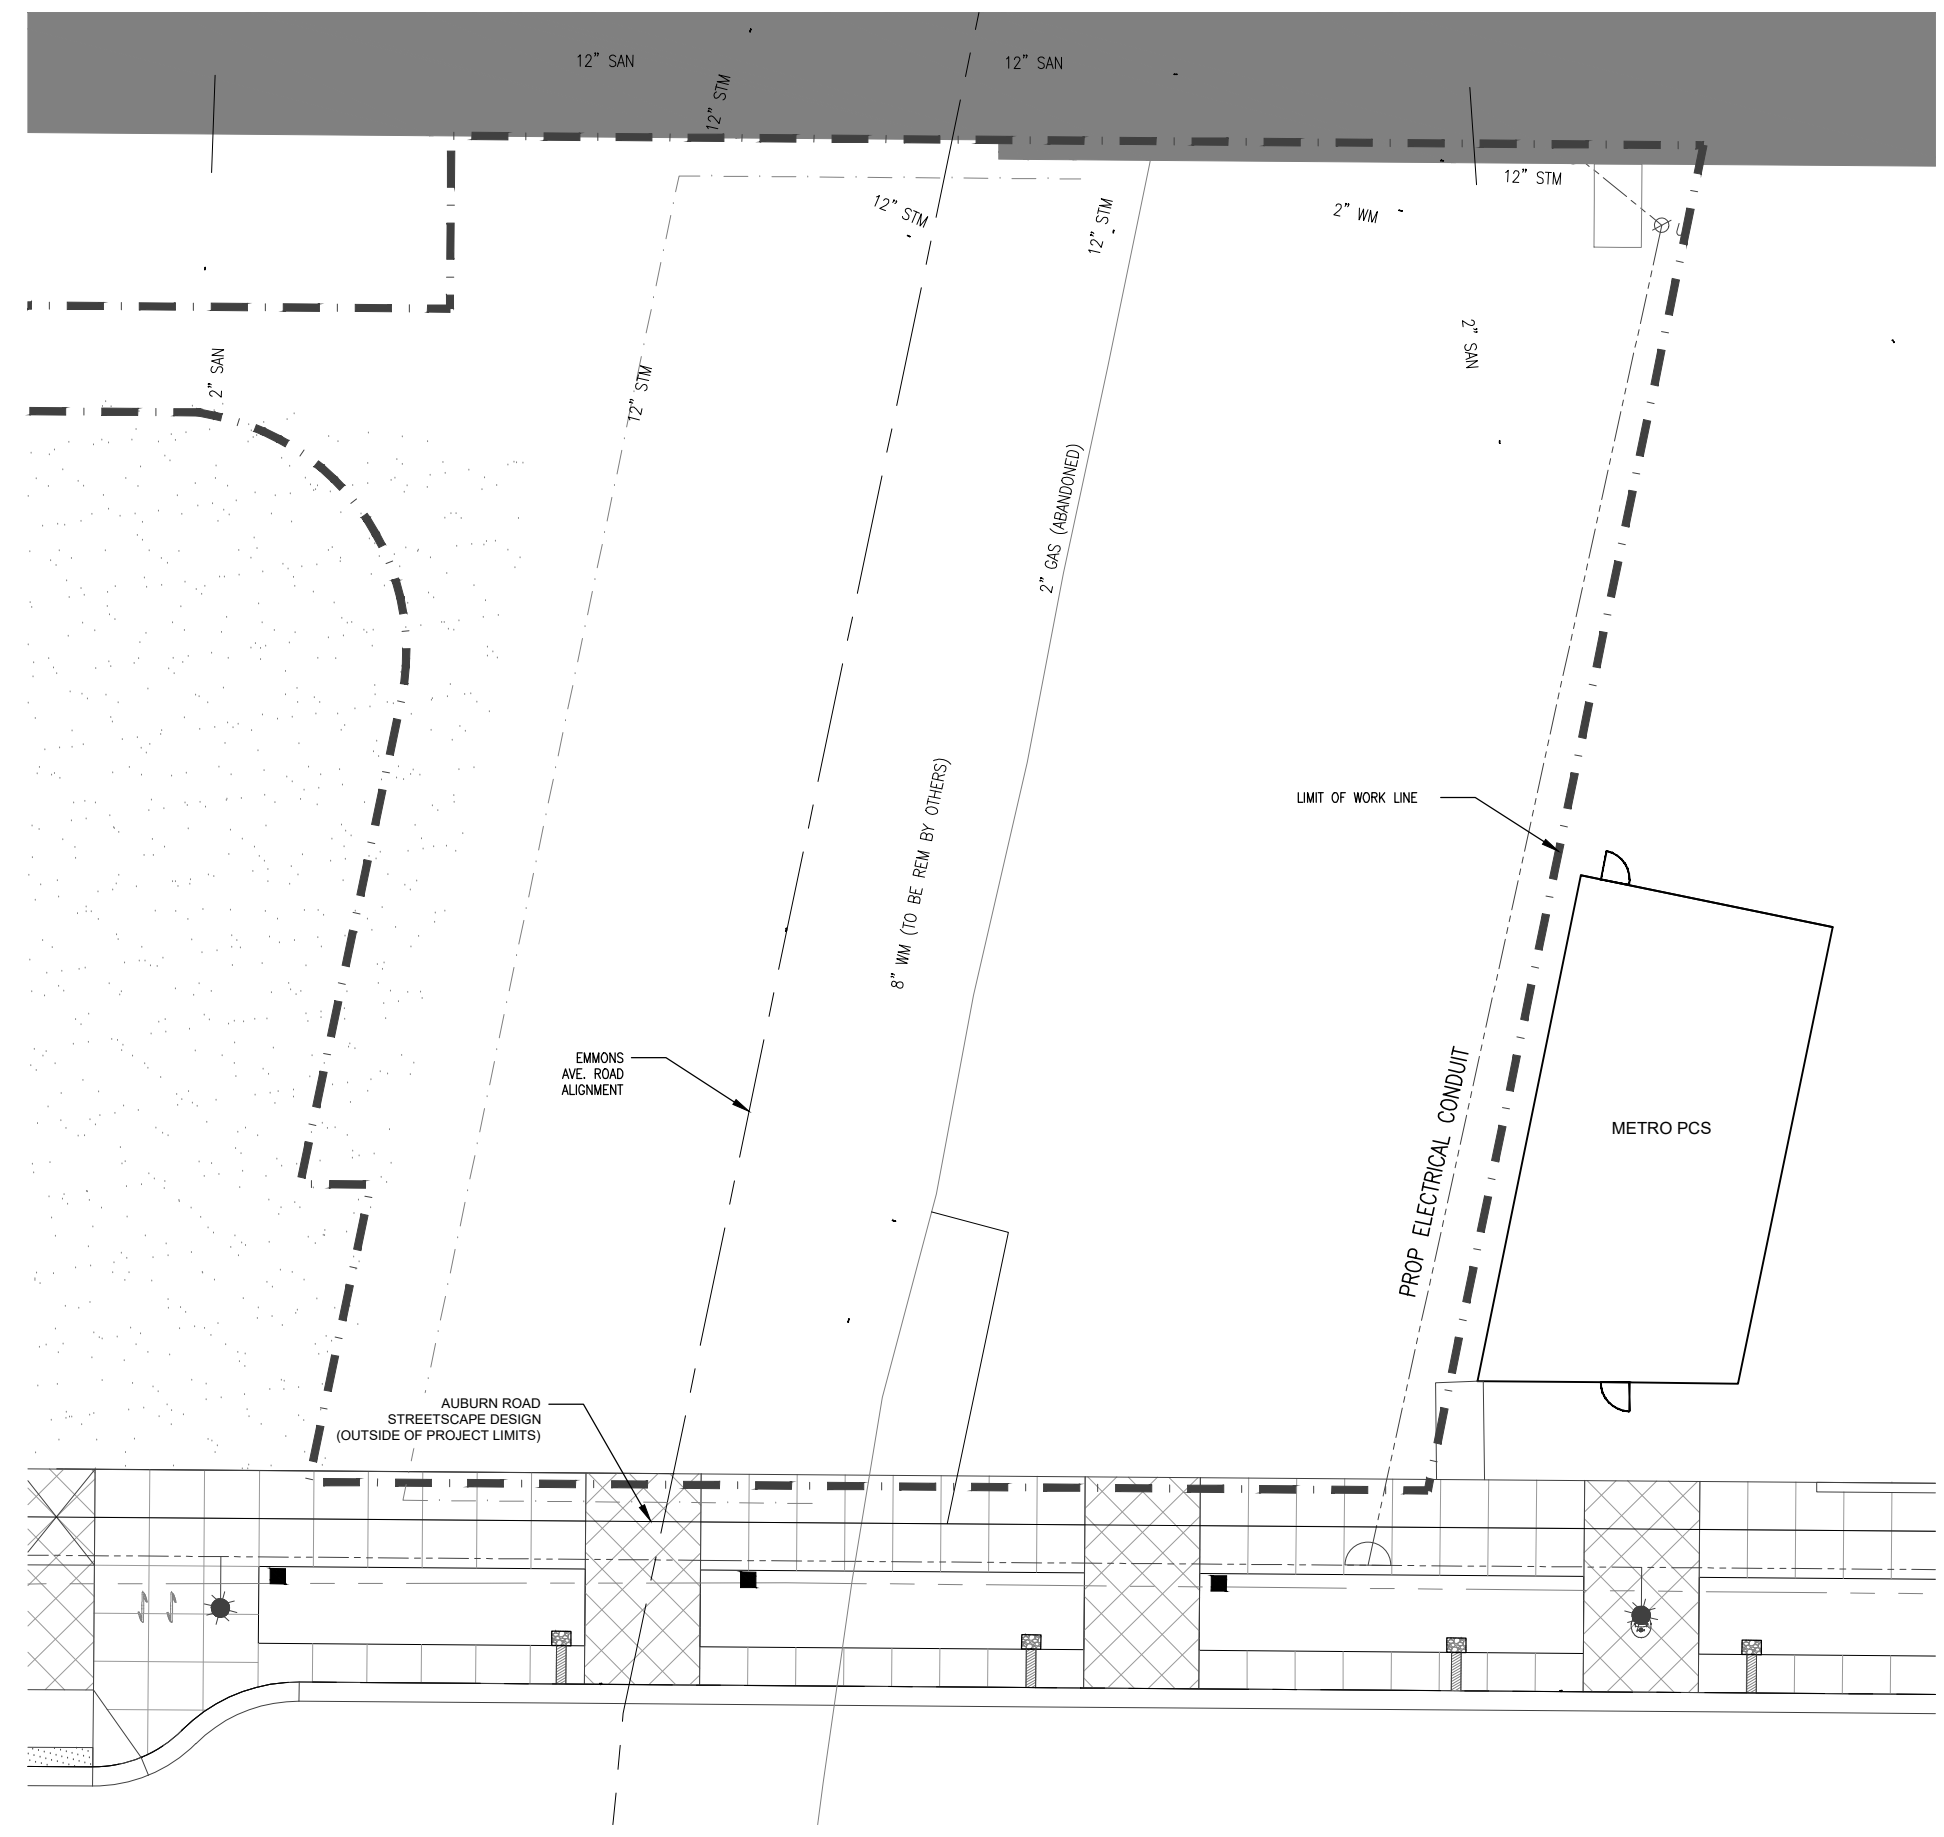 12" SAN
12" SAN
12" STM
12" STM
12" STM
12" STM
2" WM
2" SAN
2" SAN
12" STM
2" GAS (ABANDONED)
8" WM (TO BE REM BY OTHERS)
LIMIT OF WORK LINE
EMMONS
AVE. ROAD
ALIGNMENT
PROP ELECTRICAL CONDUIT
METRO PCS
AUBURN ROAD
STREETSCAPE DESIGN
(OUTSIDE OF PROJECT LIMITS)